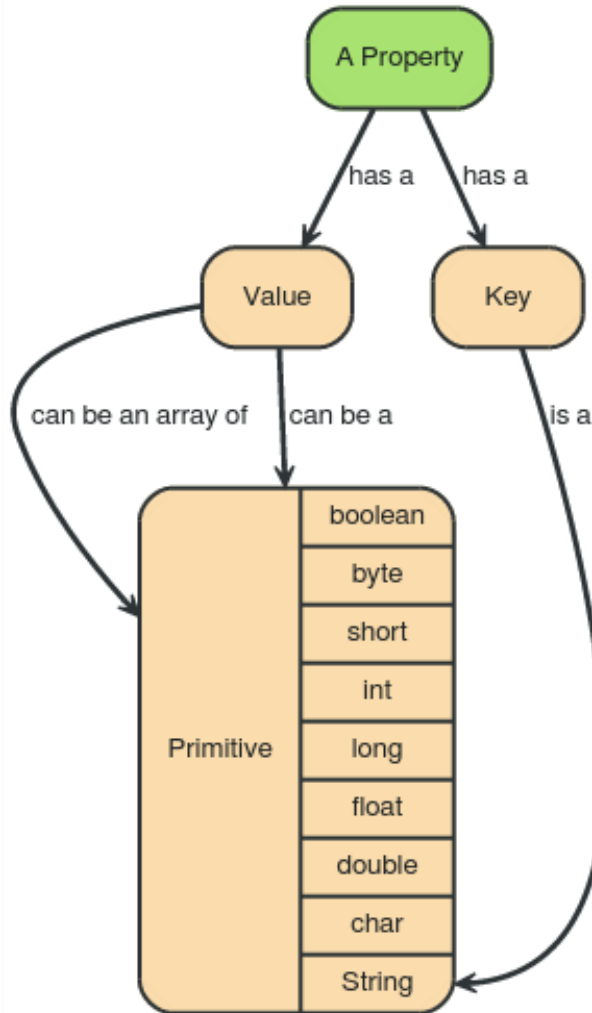 A Property
has a
has a
Value
Key
can be an array of
can be a
is a
Primitive
boolean
byte
short
int
long
float
double
char
String